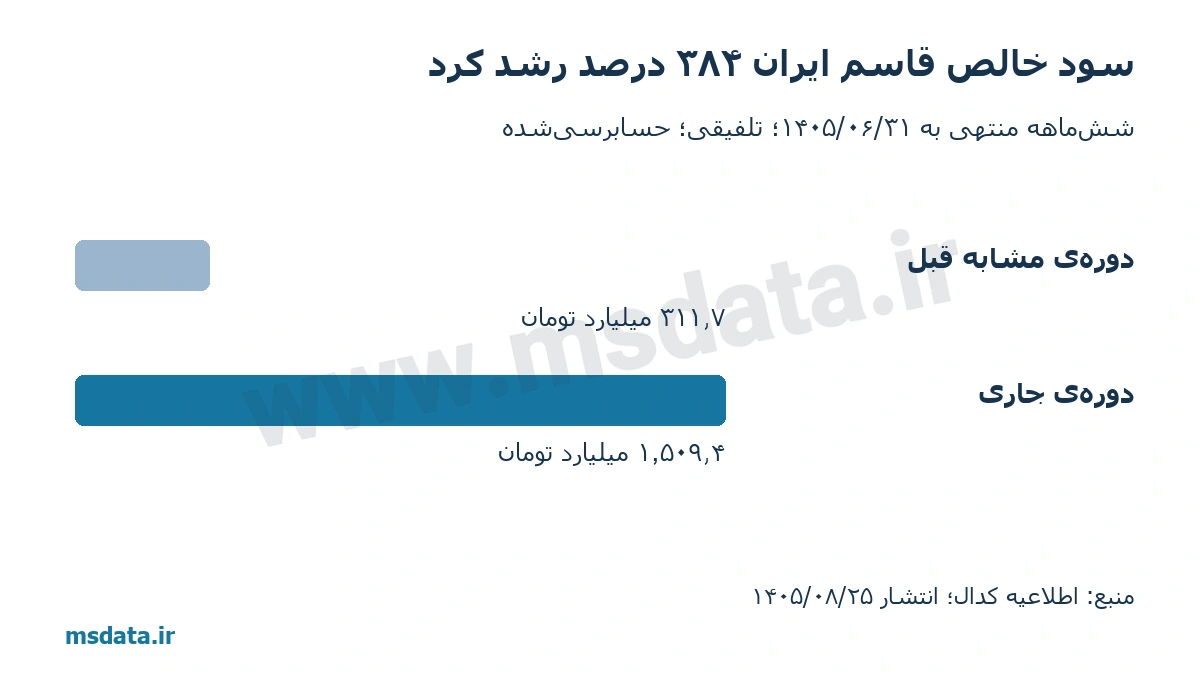 سود خالص قاسم ایران ۳۸۴ درصد رشد کرد
شش‌ماهه منتهی به ۱۴۰۵/۰۶/۳۱؛ تلفیقی؛ حسابرسی‌شده
دوره‌ی مشابه قبل
۳۱۱٫۷ میلیارد تومان
دوره‌ی جاری
۱,۵۰۹٫۴ میلیارد تومان
www.msdata.ir
منبع: اطلاعیه کدال؛ انتشار ۱۴۰۵/۰۸/۲۵
msdata.ir